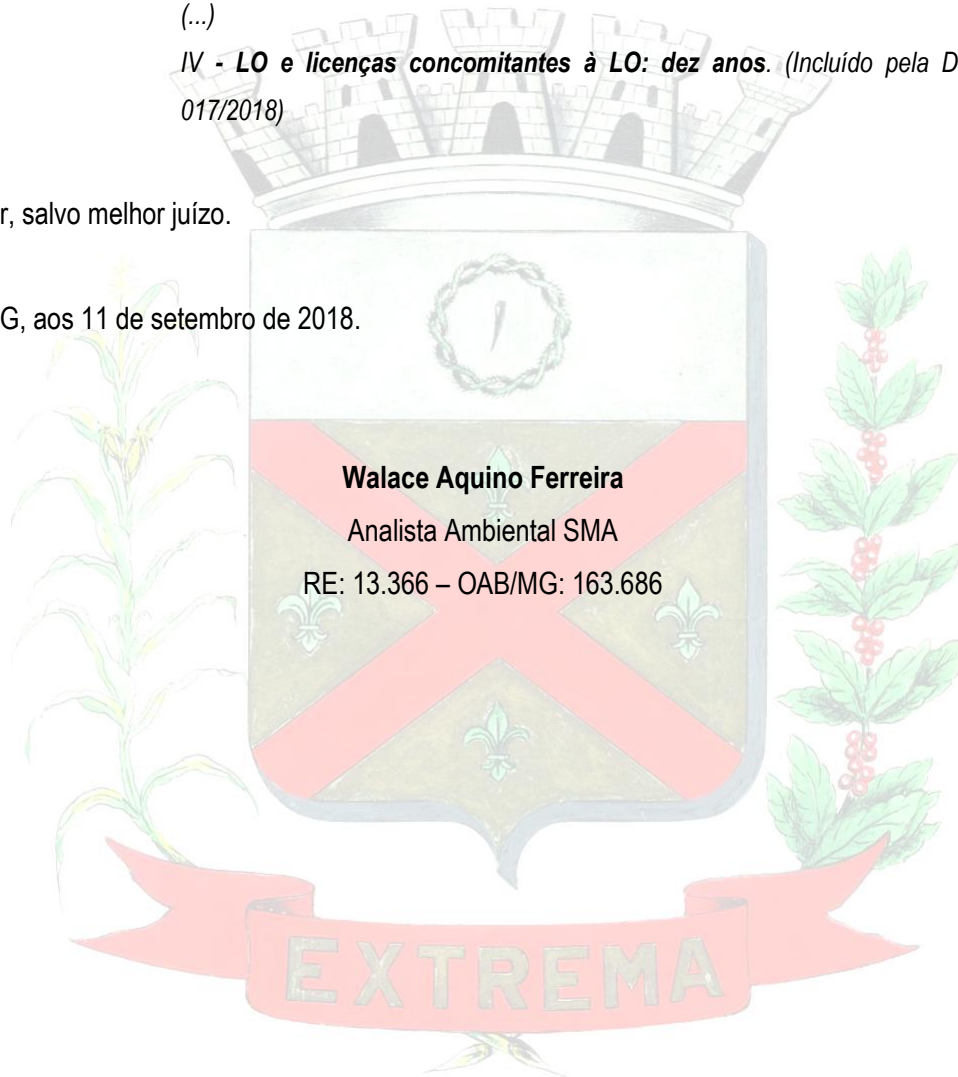 (...)
IV - LO e licenças concomitantes à LO: dez anos. (Incluído pela D
017/2018)
r, salvo melhor juízo.
G, aos 11 de setembro de 2018.
Walace Aquino Ferreira
Analista Ambiental SMA
RE: 13.366 – OAB/MG: 163.686
EXTREMA